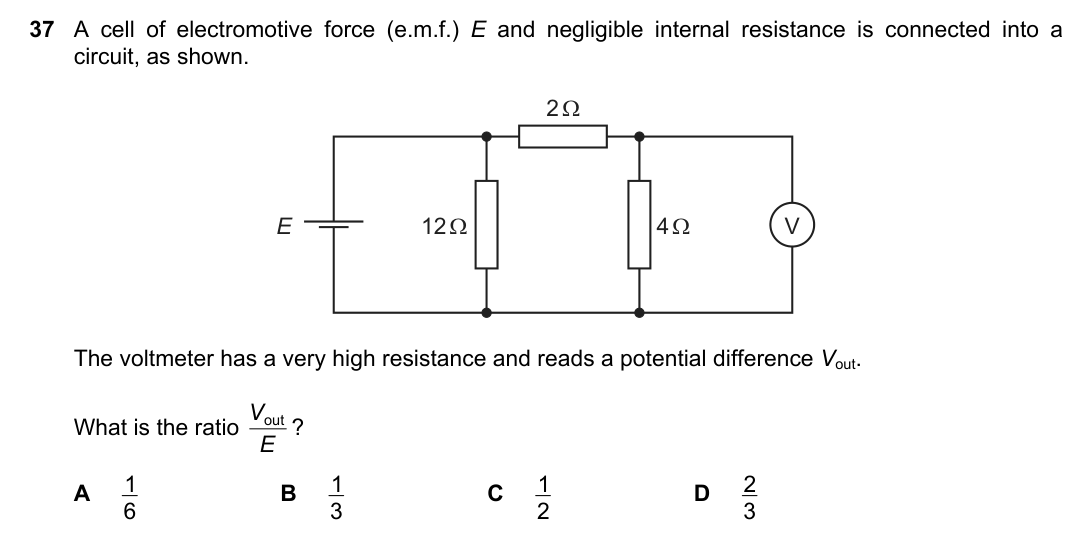 37 A cell of electromotive force (e.m.f.) E and negligible internal resistance is connected into a
circuit, as shown.
2Ω
E
12Ω
4Ω
V
The voltmeter has a very high resistance and reads a potential difference Vout.
What is the ratio Vout/E ?
A 1/6 B 1/3 C 1/2 D 2/3